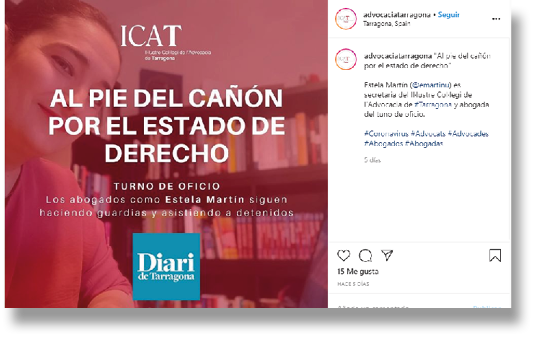 ICAT
Il·lustre Col·legi de l'Advocacia
de Tarragona
AL PIE DEL CAÑÓN
POR EL ESTADO DE
DERECHO
TURNO DE OFICIO
Los abogados como Estela Martín siguen
haciendo guardias y asistiendo a detenidos
Diari
de Tarragona
advocaciatarragona • Seguir
Tarragona, Spain
advocaciatarragona "Al pie del cañón
por el estado de derecho"
Estela Martín (@emartinu) es
secretaria del Ilustre Col·legi de
l'Advocacia de #Tarragona y abogada
del turno de oficio.
#Coronavirus #Advocats #Advocades
#Abogados #Abogadas
5 días
15 Me gusta
HACE 5 DÍAS